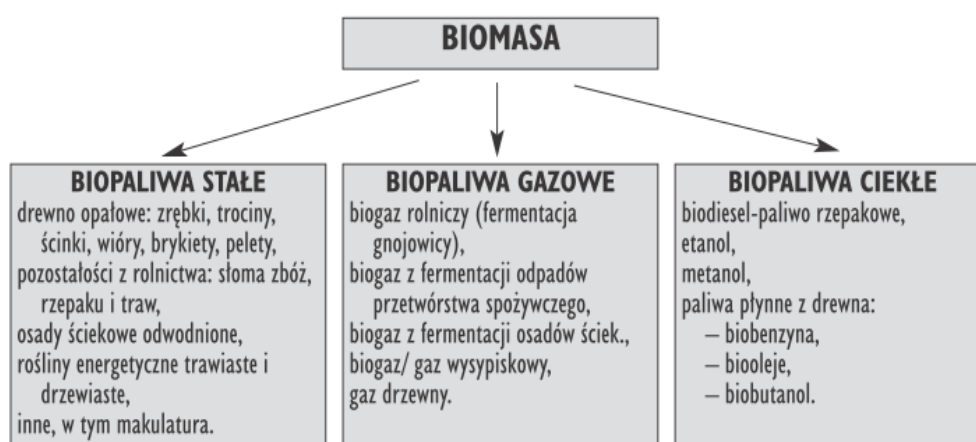 BIOMASA
BIOPALIWA STAŁE
drewno opałowe: zrębki, trociny,
ścinki, wióry, brykiety, pelety,
pozostałości z rolnictwa: słoma zbóż,
rzepaku i traw,
osady ściekowe odwodnione,
rośliny energetyczne trawiaste i
drzewiaste,
inne, w tym makulatura.
BIOPALIWA GAZOWE
biogaz rolniczy (fermentacja
gnojowicy),
biogaz z fermentacji odpadów
przetwórstwa spożywczego,
biogaz z fermentacji osadów ściek.,
biogaz/ gaz wysypiskowy,
gaz drzewny.
BIOPALIWA CIEKŁE
biodiesel-paliwo rzepakowe,
etanol,
metanol,
paliwa płynne z drewna:
– biobenzyna,
– biooleje,
– biobutanol.